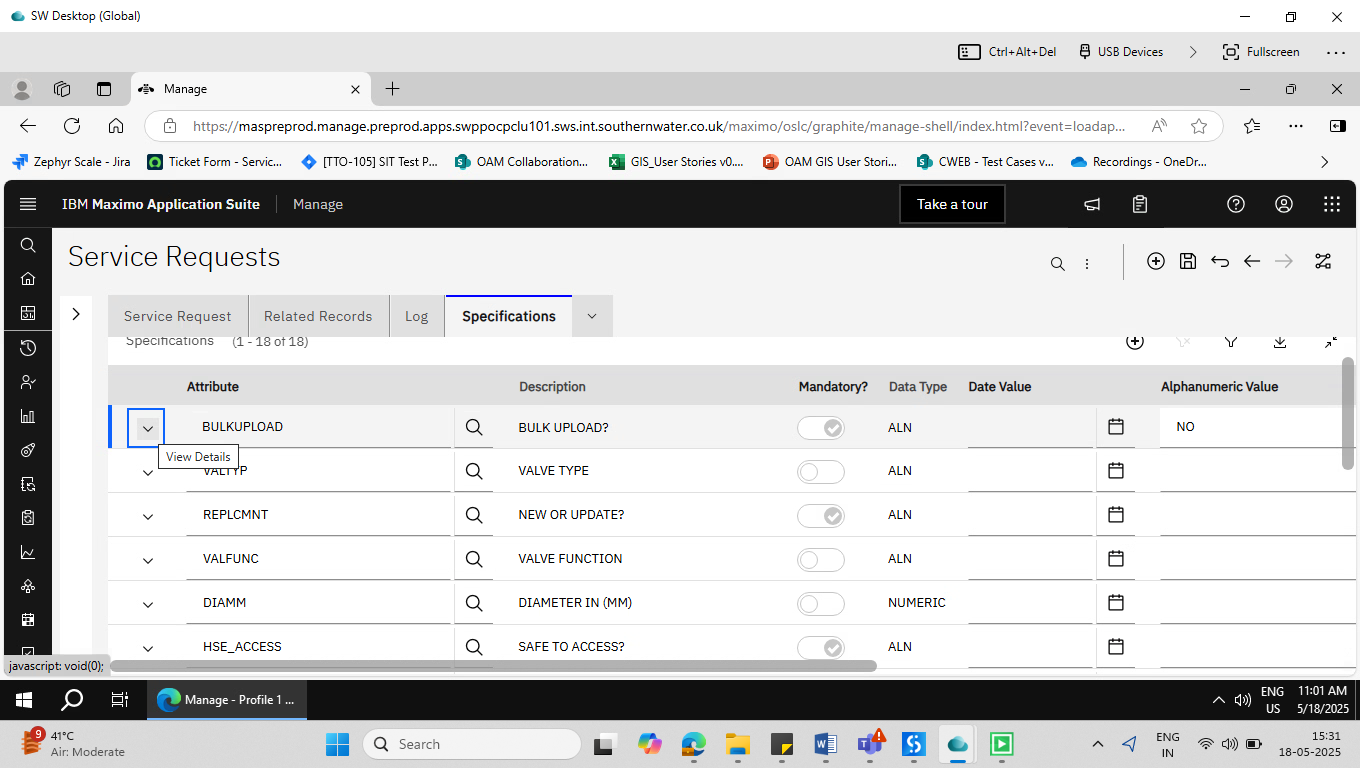 SW Desktop (Global)
Ctrl+Alt+Del USB Devices Fullscreen
Manage
https://maspreprod.manage.preprod.apps.swppocpclu101.sws.int.southernwater.co.uk/maximo/oslc/graphite/manage-shell/index.html?event=loadap...
Zephyr Scale - Jira Ticket Form - Servic... [TTO-105] SIT Test P... OAM Collaboration... GIS_User Stories v0.... OAM GIS User Stori... CWEB - Test Cases v... Recordings - OneDr...
IBM Maximo Application Suite Manage Take a tour
Service Requests
Service Request Related Records Log Specifications
Specifications (1 - 18 of 18)
Attribute Description Mandatory? Data Type Date Value Alphanumeric Value
BULKUPLOAD BULK UPLOAD? ALN NO
View Details
VALTYP VALVE TYPE ALN
REPLCMNT NEW OR UPDATE? ALN
VALFUNC VALVE FUNCTION ALN
DIAMM DIAMETER IN (MM) NUMERIC
HSE_ACCESS SAFE TO ACCESS? ALN
javascript: void(0);
Manage - Profile 1 ... ENG US 11:01 AM 5/18/2025
9 41°C Air: Moderate Search ENG IN 15:31 18-05-2025